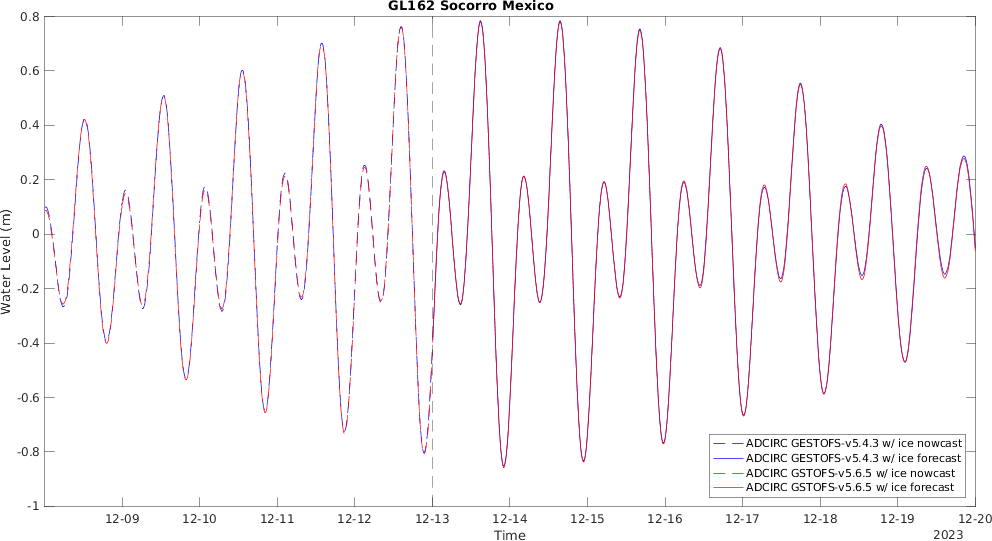 GL162 Socorro Mexico
Water Level (m)
0.8
0.6
0.4
0.2
0
-0.2
-0.4
-0.6
-0.8
-1
12-09 12-10 12-11 12-12 12-13 12-14 12-15 12-16 12-17 12-18 12-19 12-20
Time
2023
ADCIRC GESTOFS-v5.4.3 w/ ice nowcast
ADCIRC GESTOFS-v5.4.3 w/ ice forecast
ADCIRC GSTOFS-v5.6.5 w/ ice nowcast
ADCIRC GSTOFS-v5.6.5 w/ ice forecast